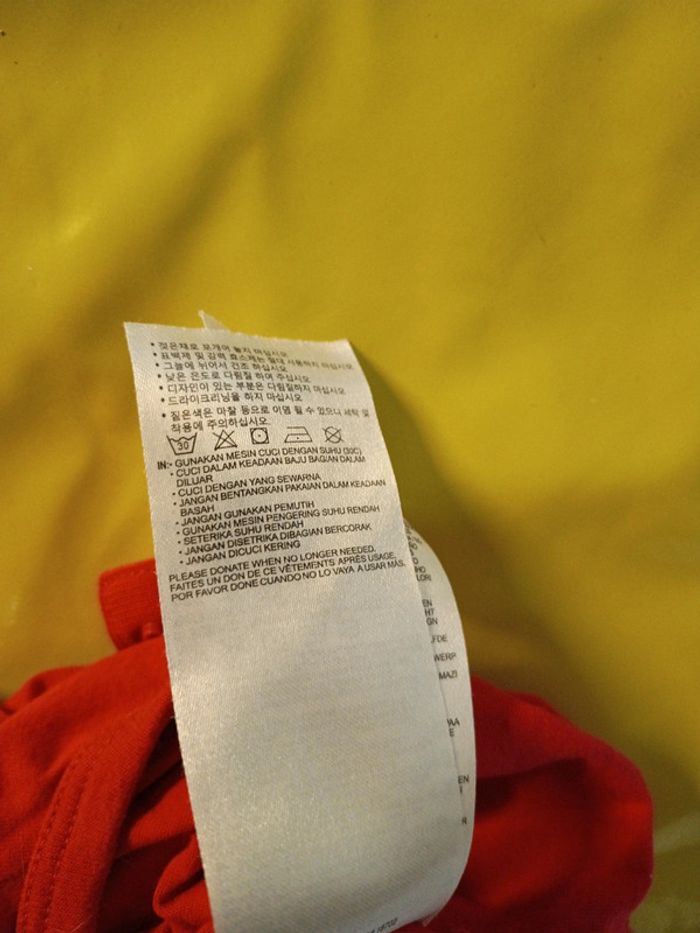 • 젖은채로 포개어 놓지 마십시오
• 표백제 및 강력 효소제는 절대 사용하지 마십시오
• 그늘에 뉘어서 건조 하십시오
• 낮은 온도로 다림질 하여 주십시오
• 디자인이 있는 부분은 다림질하지 마십시오
• 드라이크리닝을 하지 마십시오
• 짙은색은 마찰 등으로 이염 될 수 있으니 세탁 및
착용에 주의하십시오.
30
IN:- GUNAKAN MESIN CUCI DENGAN SUHU (30C)
• CUCI DALAM KEADAAN BAJU BAGIAN DALAM
DILUAR
• CUCI DENGAN YANG SEWARNA
• JANGAN BENTANGKAN PAKAIAN DALAM KEADAAN
BASAH
• JANGAN GUNAKAN PEMUTIH
• GUNAKAN MESIN PENGERING SUHU RENDAH
• SETERIKA SUHU RENDAH
• JANGAN DISETRIKA DIBAGIAN BERCORAK
• JANGAN DICUCI KERING
PLEASE DONATE WHEN NO LONGER NEEDED.
FAITES UN DON DE CE VÊTEMENTS APRÈS USAGE.
POR FAVOR DONE CUANDO NO LO VAYA A USAR MÁS.
EN
HT
GN
FDE
WERP
MAZI
PAA
E
EN
R